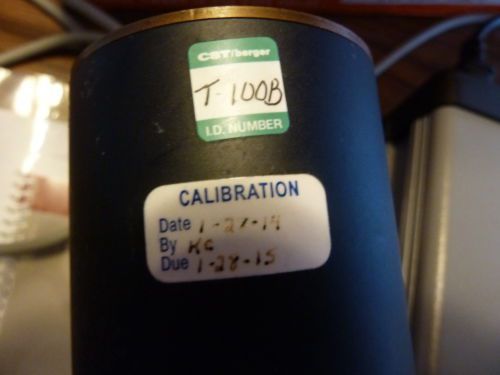 CST/berger
T-100B
I.D. NUMBER
CALIBRATION
Date 1-27-14
By KC
Due 1-28-15